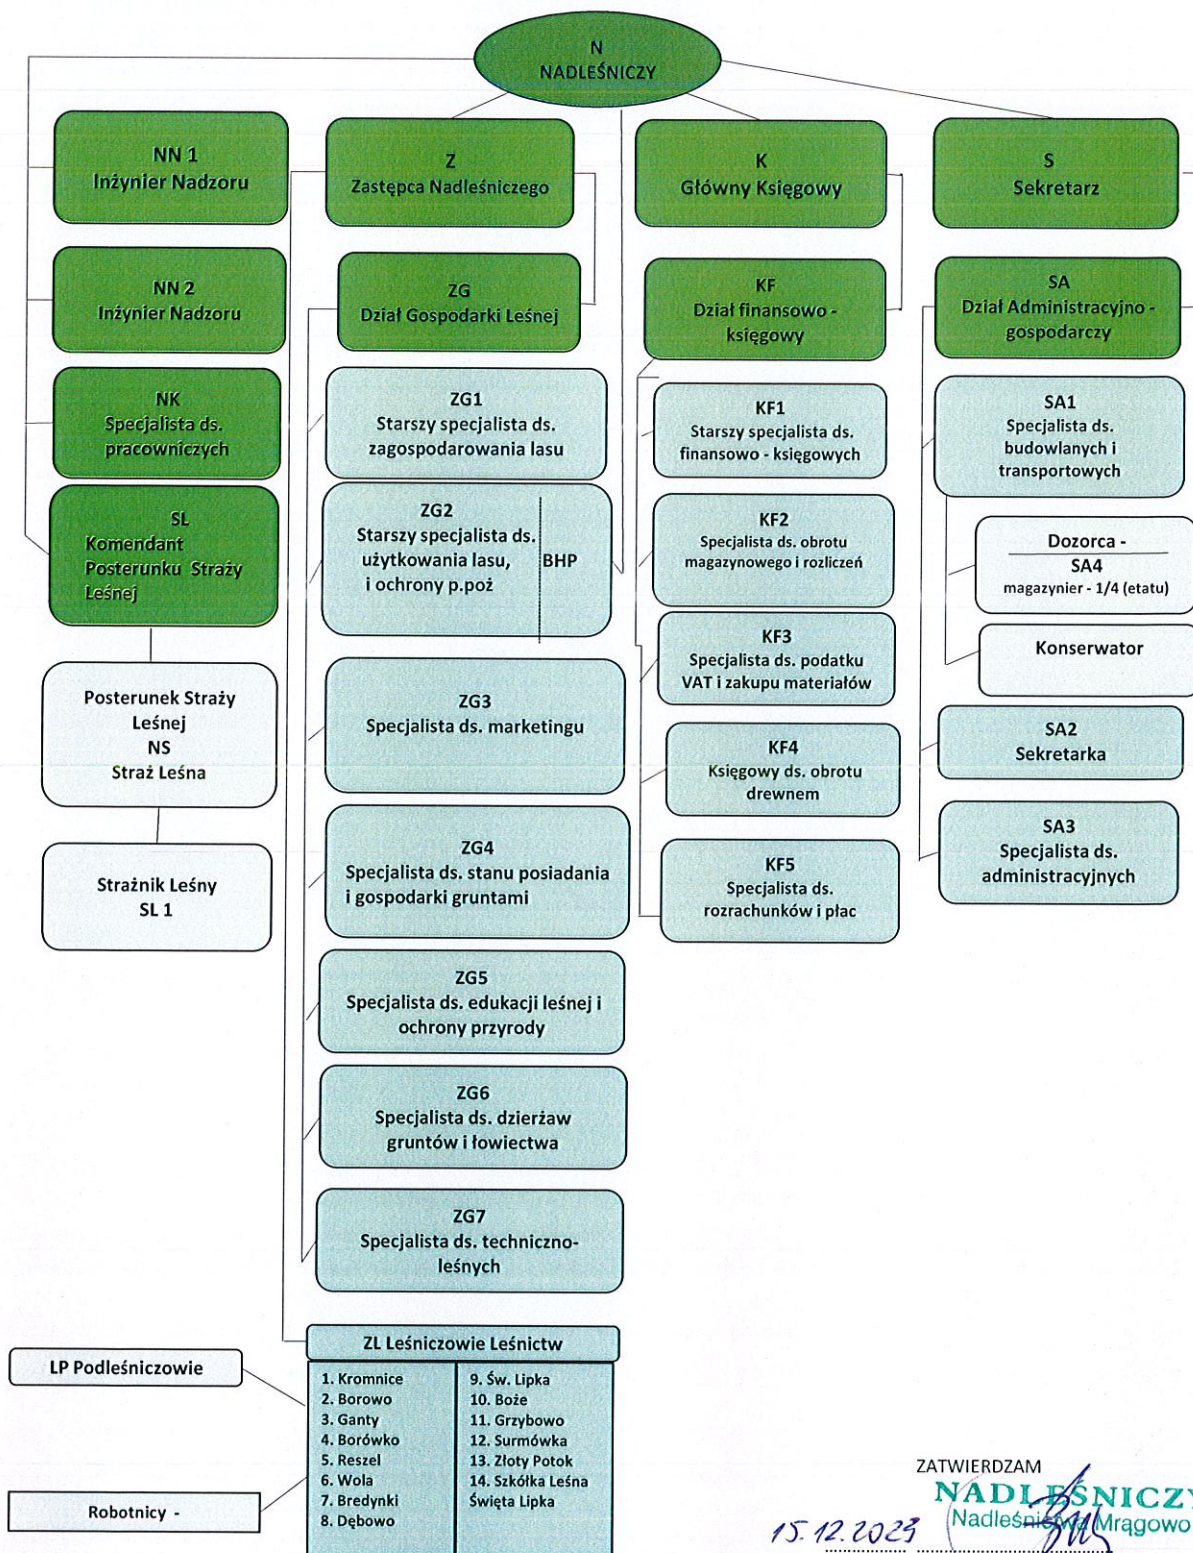 N
NADLEŚNICZY
NN 1
Inżynier Nadzoru
NN 2
Inżynier Nadzoru
NK
Specjalista ds.
pracowniczych
SL
Komendant
Posterunku Straży
Leśnej
Posterunek Straży
Leśnej
NS
Straż Leśna
Strażnik Leśny
SL 1
Z
Zastępca Nadleśniczego
ZG
Dział Gospodarki Leśnej
ZG1
Starszy specjalista ds.
zagospodarowania lasu
ZG2
Starszy specjalista ds.
użytkowania lasu,
i ochrony p.poż
BHP
ZG3
Specjalista ds. marketingu
ZG4
Specjalista ds. stanu posiadania
i gospodarki gruntami
ZG5
Specjalista ds. edukacji leśnej i
ochrony przyrody
ZG6
Specjalista ds. dzierżaw
gruntów i łowiectwa
ZG7
Specjalista ds. techniczno-
leśnych
K
Główny Księgowy
KF
Dział finansowo -
księgowy
KF1
Starszy specjalista ds.
finansowo - księgowych
KF2
Specjalista ds. obrotu
magazynowego i rozliczeń
KF3
Specjalista ds. podatku
VAT i zakupu materiałów
KF4
Księgowy ds. obrotu
drewnem
KF5
Specjalista ds.
rozrachunków i płac
S
Sekretarz
SA
Dział Administracyjno -
gospodarczy
SA1
Specjalista ds.
budowlanych i
transportowych
Dozorca -
SA4
magazynier - 1/4 (etatu)
Konserwator
SA2
Sekretarka
SA3
Specjalista ds.
administracyjnych
LP Podleśniczowie
Robotnicy -
ZL Leśniczowie Leśnictw
1. Kromnice
2. Borowo
3. Ganty
4. Borówko
5. Reszel
6. Wola
7. Bredynki
8. Dębowo
9. Św. Lipka
10. Boże
11. Grzybowo
12. Surmówka
13. Złoty Potok
14. Szkółka Leśna
Święta Lipka
ZATWIERDZAM
NADLEŚNICZY
Nadleśnictwa Mrągowo
15.12.2023